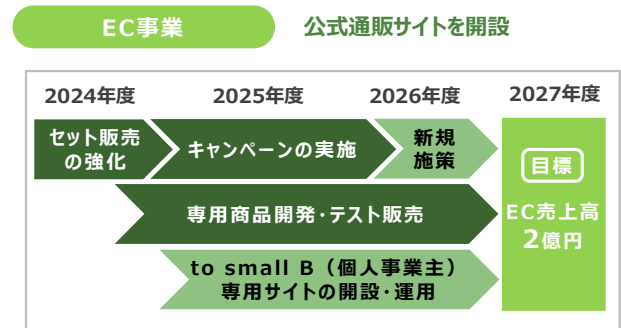 EC事業
公式通販サイトを開設
2024年度
2025年度
2026年度
2027年度
セット販売
の強化
キャンペーンの実施
新規
施策
目標
EC売上高
2億円
専用商品開発・テスト販売
to small B（個人事業主）
専用サイトの開設・運用